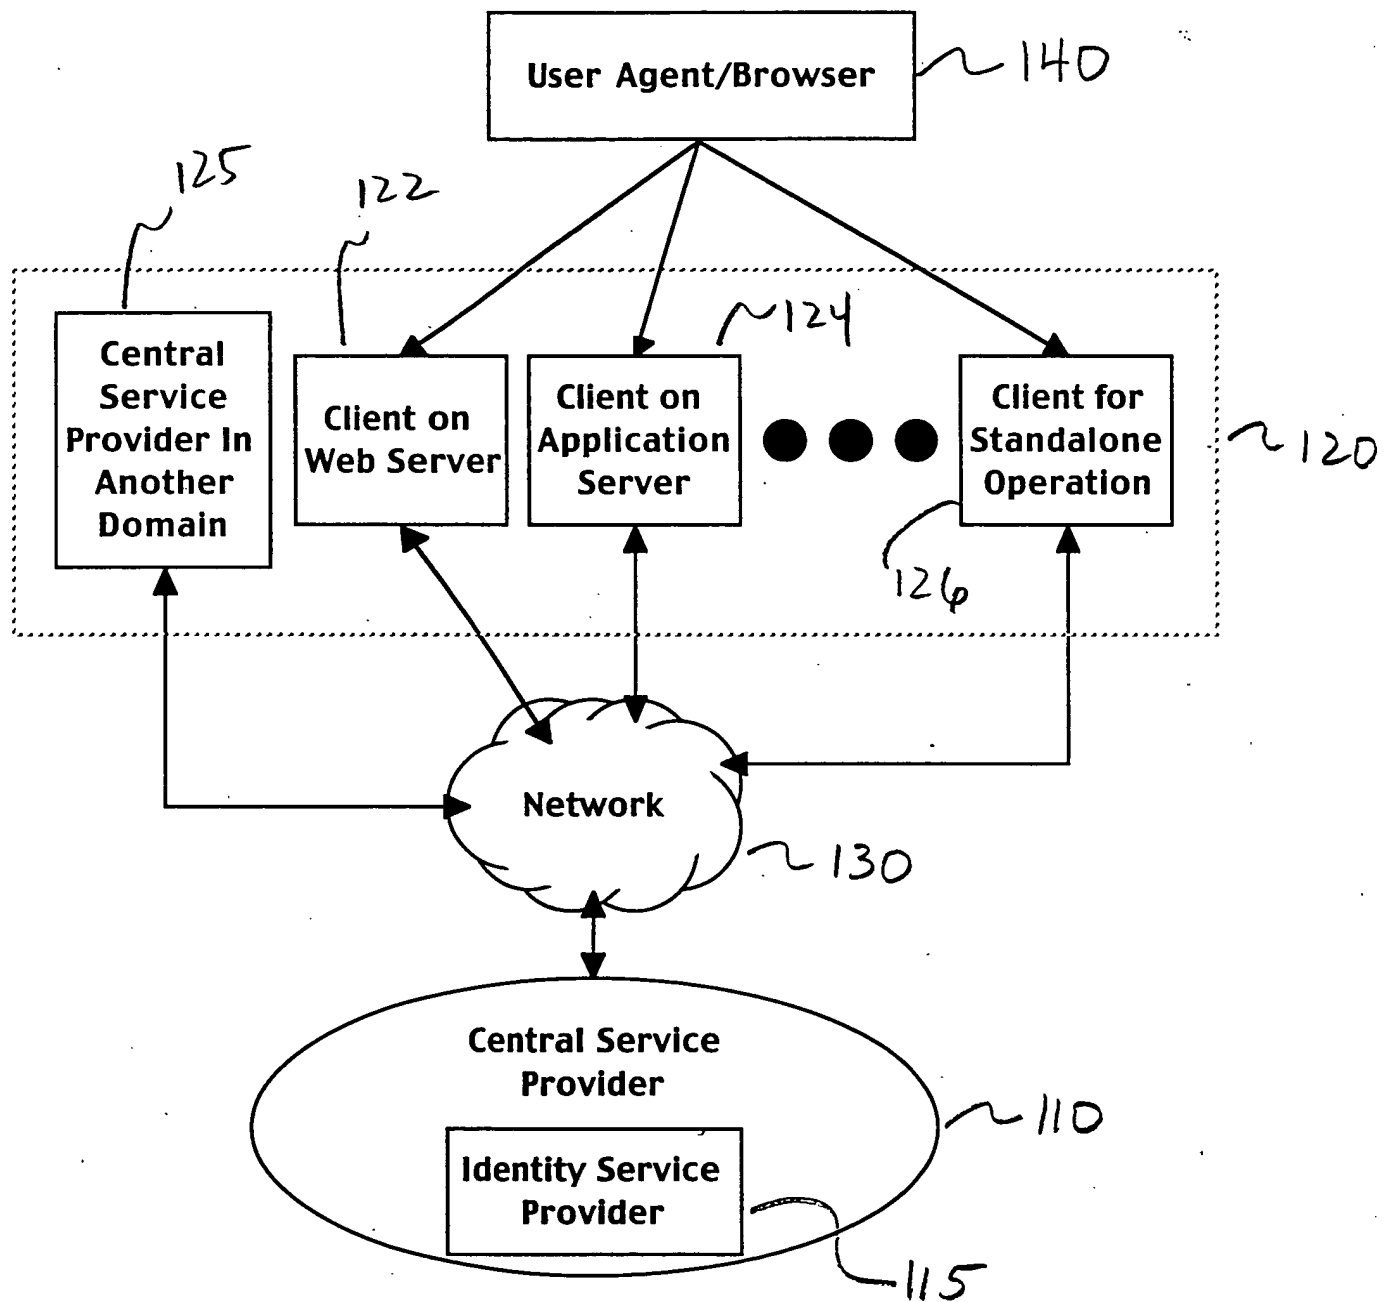 User Agent/Browser
140
125
122
124
Central
Service
Provider In
Another
Domain
Client on
Web Server
Client on
Application
Server
Client for
Standalone
Operation
120
126
Network
130
Central Service
Provider
110
Identity Service
Provider
115